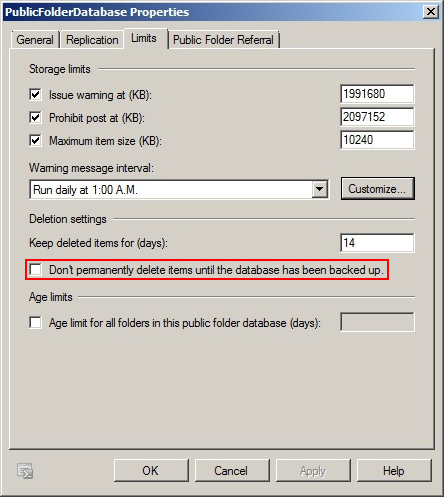 PublicFolderDatabase Properties
General Replication Limits Public Folder Referral
Storage limits
Issue warning at (KB): 1991680
Prohibit post at (KB): 2097152
Maximum item size (KB): 10240
Warning message interval:
Run daily at 1:00 A.M. Customize...
Deletion settings
Keep deleted items for (days): 14
Don't permanently delete items until the database has been backed up.
Age limits
Age limit for all folders in this public folder database (days):
OK Cancel Apply Help